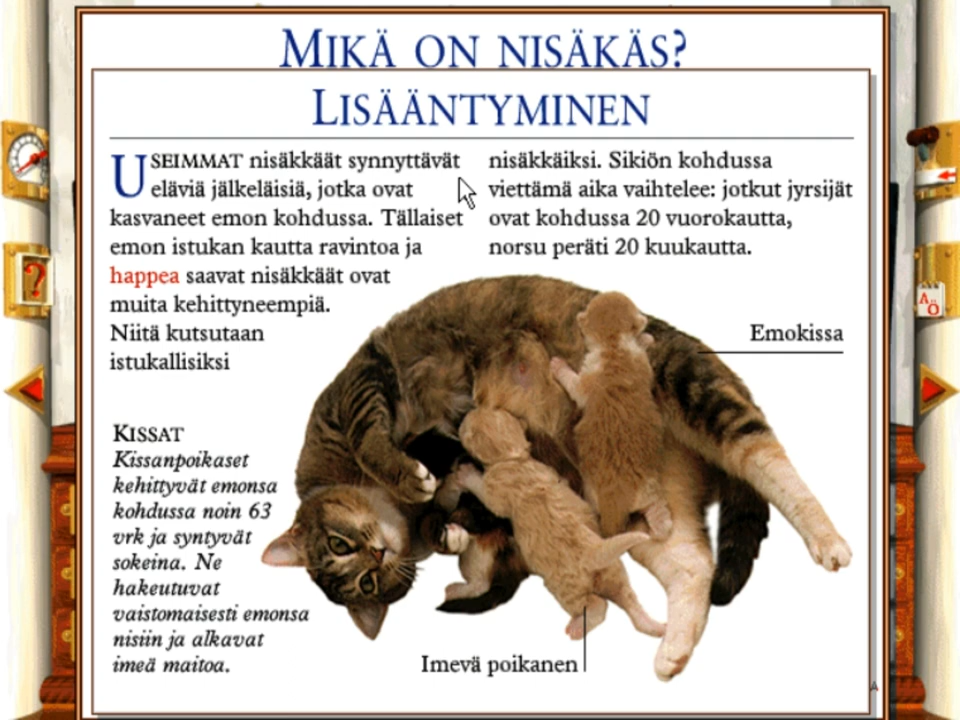 MIKÄ ON NISÄKÄS?
LISÄÄNTYMINEN
USEIMMAT nisäkkäät synnyttävät
eläviä jälkeläisiä, jotka ovat
kasvaneet emon kohdussa. Tällaiset
emon istukan kautta ravintoa ja
happea saavat nisäkkäät ovat
muita kehittyneempiä.
Niitä kutsutaan
istukallisiksi
nisäkkäiksi. Sikiön kohdussa
viettämä aika vaihtelee: jotkut jyrsijät
ovat kohdussa 20 vuorokautta,
norsu peräti 20 kuukautta.
Emokissa
KISSAT
Kissanpoikaset
kehittyvät emonsa
kohdussa noin 63
vrk ja syntyvät
sokeina. Ne
hakeutuvat
vaistomaisesti emonsa
nisiin ja alkavat
imeä maitoa.
Imevä poikanen
?
A Ö